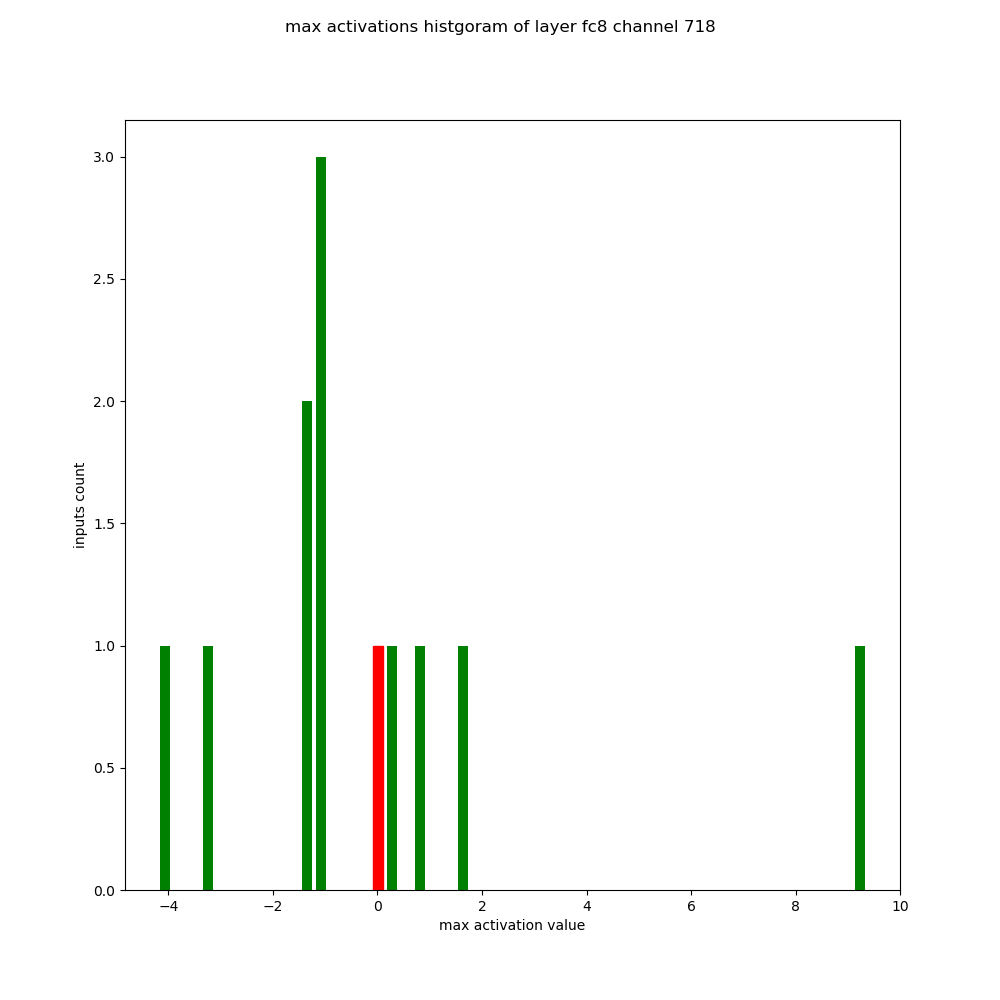 max activations histgoram of layer fc8 channel 718
3.0
2.5
2.0
1.5
1.0
0.5
0.0
inputs count
−4 −2 0 2 4 6 8 10
max activation value